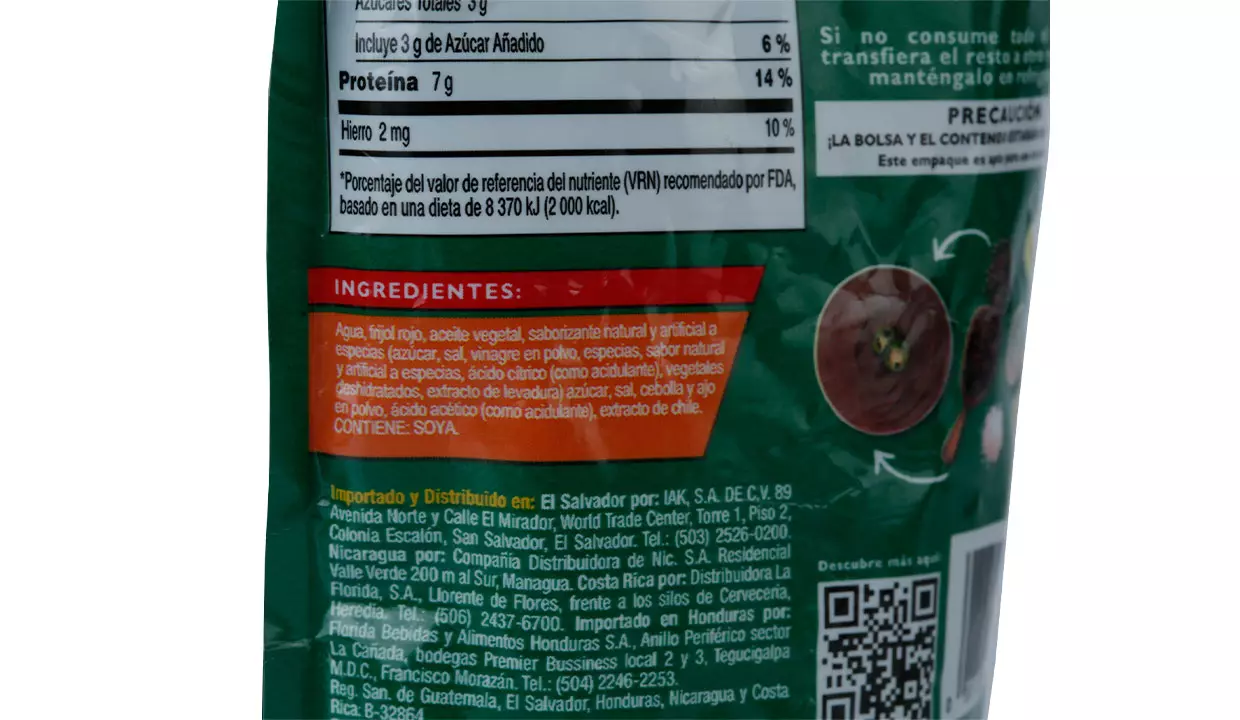 Azúcares Totales 3 g
Incluye 3 g de Azúcar Añadido 6 %
Proteína 7 g 14 %
Hierro 2 mg 10 %
*Porcentaje del valor de referencia del nutriente (VRN) recomendado por FDA,
basado en una dieta de 8 370 kJ (2 000 kcal).
INGREDIENTES:
Agua, frijol rojo, aceite vegetal, saborizante natural y artificial a
especias (azúcar, sal, vinagre en polvo, especias, sabor natural
y artificial a especias, ácido cítrico (como acidulante), vegetales
deshidratados, extracto de levadura) azúcar, sal, cebolla y ajo
en polvo, ácido acético (como acidulante), extracto de chile.
CONTIENE: SOYA.
Importado y Distribuido en: El Salvador por: IAK, S.A. DE C.V. 89
Avenida Norte y Calle El Mirador, World Trade Center, Torre 1, Piso 2,
Colonia Escalón, San Salvador, El Salvador. Tel.: (503) 2526-0200.
Nicaragua por: Compañía Distribuidora de Nic. S.A. Residencial
Valle Verde 200 m al Sur, Managua. Costa Rica por: Distribuidora La
Florida, S.A., Llorente de Flores, frente a los silos de Cervecería,
Heredia. Tel.: (506) 2437-6700. Importado en Honduras por:
Florida Bebidas y Alimentos Honduras S.A., Anillo Periférico sector
La Cañada, bodegas Premier Bussiness local 2 y 3, Tegucigalpa
M.D.C., Francisco Morazán. Tel.: (504) 2246-2253.
Reg. San. de Guatemala, El Salvador, Honduras, Nicaragua y Costa
Rica: B-32864
Si no consume todo
transfiera el resto a
manténgalo en
PRECAUCIÓN
¡LA BOLSA Y EL
Este empaque es
Descubre más aquí